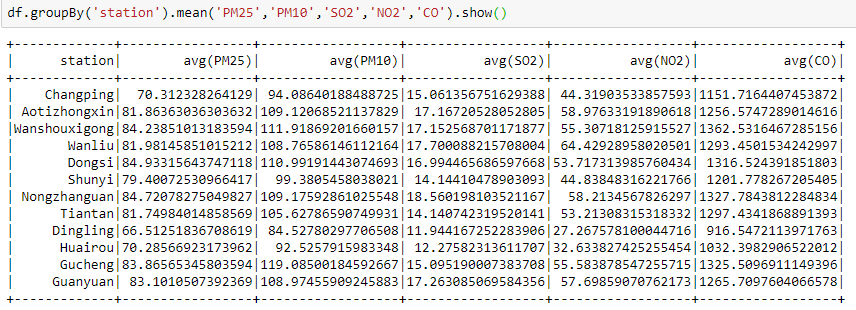 df.groupBy('station').mean('PM25','PM10','SO2','NO2','CO').show()
+-------------+-----------------+------------------+------------------+------------------+------------------+
|      station|        avg(PM25)|         avg(PM10)|          avg(SO2)|          avg(NO2)|           avg(CO)|
+-------------+-----------------+------------------+------------------+------------------+------------------+
|    Changping|  70.312328264129| 94.08640188488725|15.061356751629388| 44.31903533857593|1151.7164407453872|
| Aotizhongxin|81.86363036303632|109.12068521137829| 17.16720528052805| 58.97633191890618|1256.5747289014616|
|Wanshouxigong|84.23851013183594|111.91869201660157|17.152568701171877| 55.30718125915527|1362.5316467285156|
|       Wanliu|81.98145851015212|108.76586146112164|17.700088215708004| 64.42928958020501|1293.4501534242997|
|       Dongsi|84.93315643747118|110.99191443074693|16.994465686597668|53.717313985760434| 1316.524391851803|
|       Shunyi|79.40072530966417|  99.3805458038021| 14.14410478903093| 44.83848316221766| 1201.778267205405|
| Nongzhanguan|84.72078275049827|109.17592861025548|18.560198103521167|  58.2134567826297|1327.7843812284834|
|      Tiantan|81.74984014858569|105.62786590749931|14.140742319520141| 53.21308315318332|1297.4341868891393|
|     Dingling|66.51251836708619| 84.52780297706508|11.944167252283906|27.267578100044716| 916.5472113971763|
|      Huairou|70.28566923173962|  92.5257915983348| 12.27582313611707|32.633827425255454|1032.3982906522012|
|      Gucheng|83.86565345803594|119.08500184592667|15.095190007383708|55.583878547255715|1325.5096911149396|
|     Guanyuan| 83.1010507392369|108.97455909245883|17.263085069584356| 57.69859070762173|1265.7097604066578|
+-------------+-----------------+------------------+------------------+------------------+------------------+